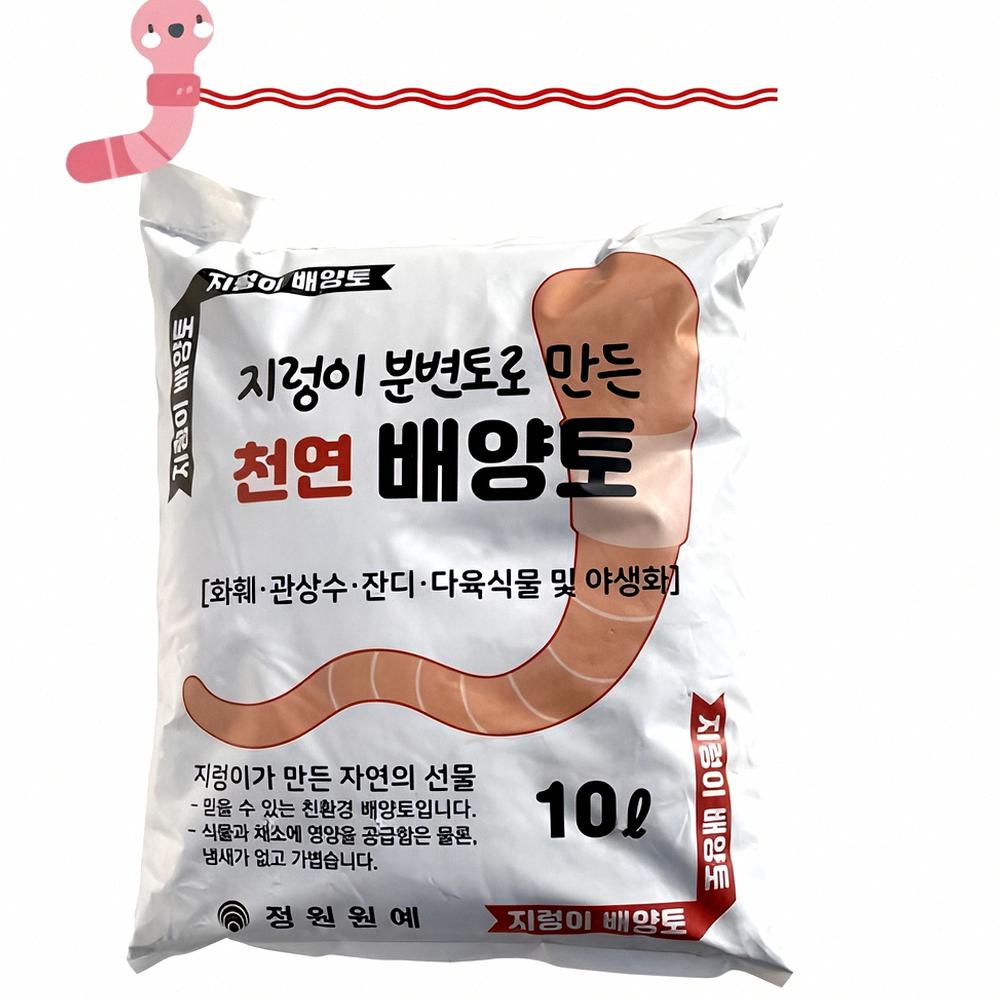 지렁이 배양토
지렁이 배양토
지렁이 분변토로 만든
천연 배양토
[화훼·관상수·잔디·다육식물 및 야생화]
지렁이가 만든 자연의 선물
- 믿을 수 있는 친환경 배양토입니다.
- 식물과 채소에 영양을 공급함은 물론,
냄새가 없고 가볍습니다.
10ℓ
정원원예
지렁이 배양토
지렁이 배양토